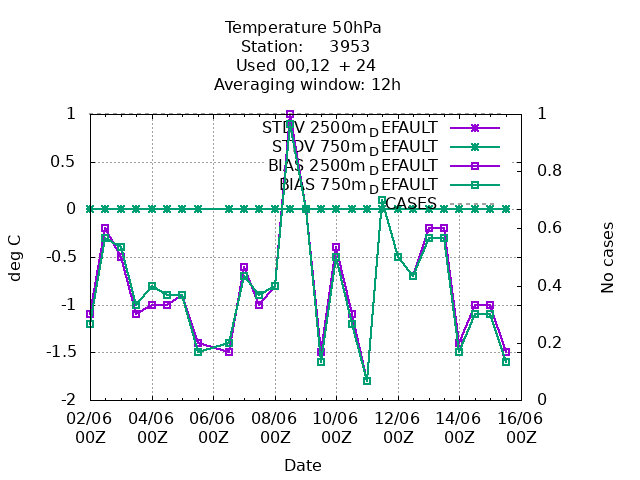 Temperature 50hPa
Station: 3953
Used 00,12 + 24
Averaging window: 12h
STDV 2500m_DEFAULT
STDV 750m_DEFAULT
BIAS 2500m_DEFAULT
BIAS 750m_DEFAULT
CASES
1
0.5
0
-0.5
-1
-1.5
-2
deg C
1
0.8
0.6
0.4
0.2
0
No cases
02/06 04/06 06/06 08/06 10/06 12/06 14/06 16/06
00Z 00Z 00Z 00Z 00Z 00Z 00Z 00Z
Date